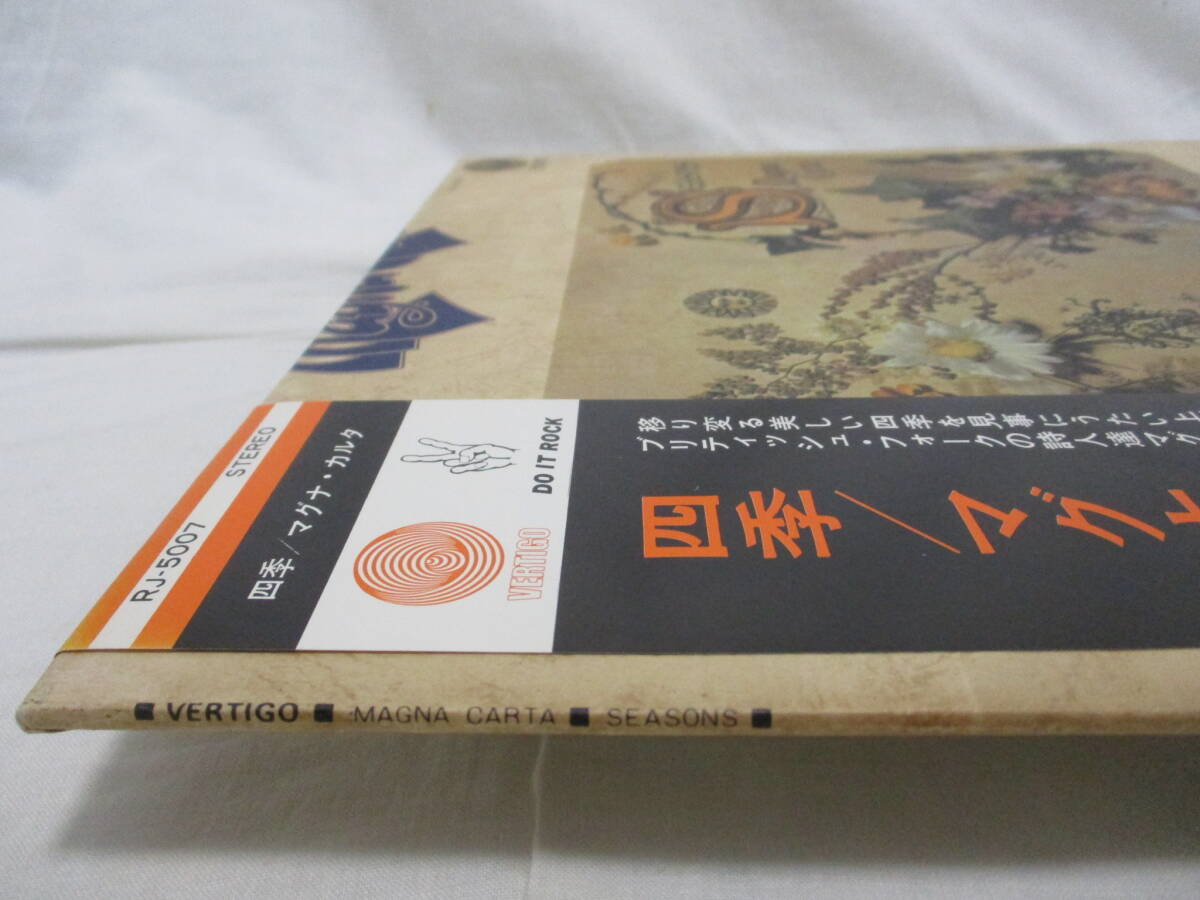 STEREO
RJ-5007
四季/マグナ・カルタ
DO IT ROCK
VERTIGO
移り変る美しい四季を見事にうたい上
ブリティッシュ・フォークの詩人達マグ
四季/マグナ
■ VERTIGO ■ MAGNA CARTA ■ SEASONS ■